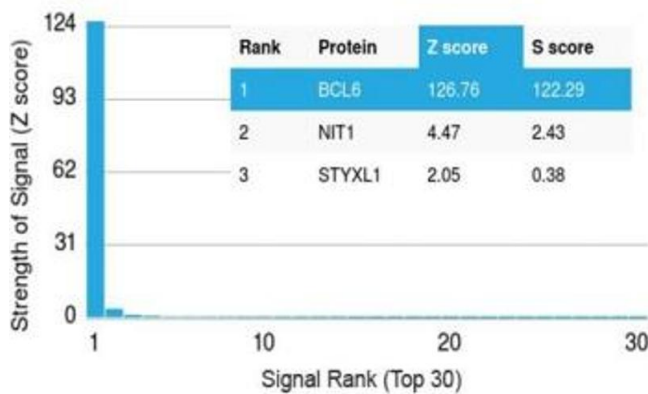 Strength of Signal (Z score)
124
93
62
31
0
Rank Protein Z score S score
1 BCL6 126.76 122.29
2 NIT1 4.47 2.43
3 STYXL1 2.05 0.38
1 10 20 30
Signal Rank (Top 30)